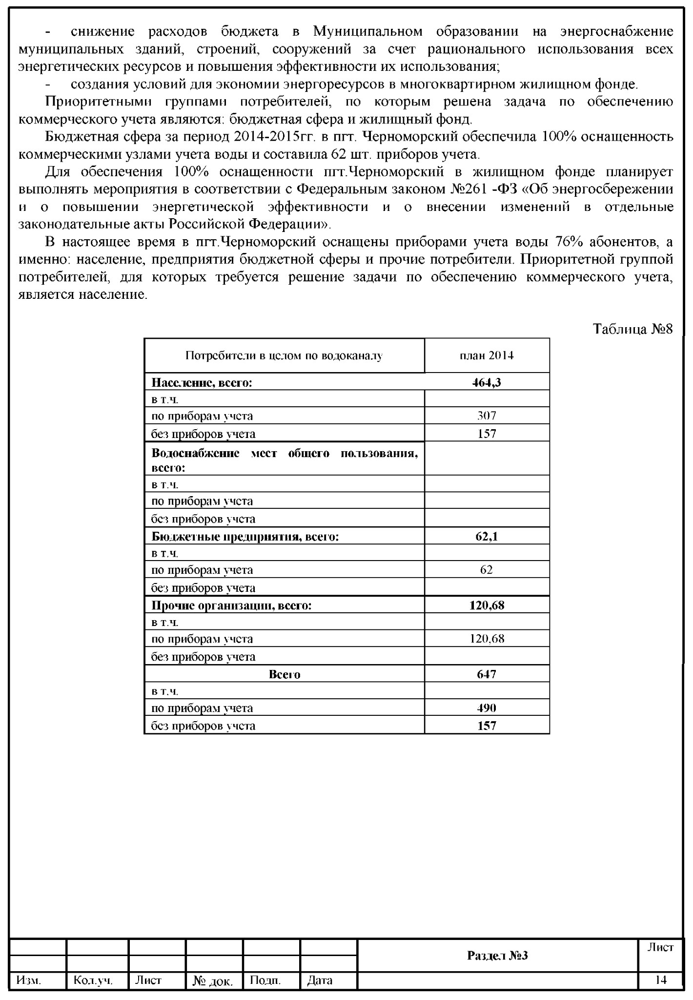 - снижение расходов бюджета в Муниципальном образовании на энергоснабжение
муниципальных зданий, строений, сооружений за счет рационального использования всех
энергетических ресурсов и повышения эффективности их использования;
- создания условий для экономии энергоресурсов в многоквартирном жилищном фонде.
Приоритетными группами потребителей, по которым решена задача по обеспечению
коммерческого учета являются: бюджетная сфера и жилищный фонд.
Бюджетная сфера за период 2014-2015гг. в пгт. Черноморский обеспечила 100% оснащенность
коммерческими узлами учета воды и составила 62 шт. приборов учета.
Для обеспечения 100% оснащенности пгт.Черноморский в жилищном фонде планирует
выполнять мероприятия в соответствии с Федеральным законом №261 -ФЗ «Об энергосбережении
и о повышении энергетической эффективности и о внесении изменений в отдельные
законодательные акты Российской Федерации».
В настоящее время в пгт.Черноморский оснащены приборами учета воды 76% абонентов, а
именно: население, предприятия бюджетной сферы и прочие потребители. Приоритетной группой
потребителей, для которых требуется решение задачи по обеспечению коммерческого учета,
является население.
Таблица №8
Потребители в целом по водоканалу план 2014
Население, всего: 464,3
в т.ч.
по приборам учета 307
без приборов учета 157
Водоснабжение мест общего пользования,
всего:
в т.ч.
по приборам учета
без приборов учета
Бюджетные предприятия, всего: 62,1
в т.ч.
по приборам учета 62
без приборов учета
Прочие организации, всего: 120,68
в т.ч.
по приборам учета 120,68
без приборов учета
Всего 647
в т.ч.
по приборам учета 490
без приборов учета 157
Раздел №3 Лист
Изм. Кол.уч. Лист № док. Подп. Дата 14